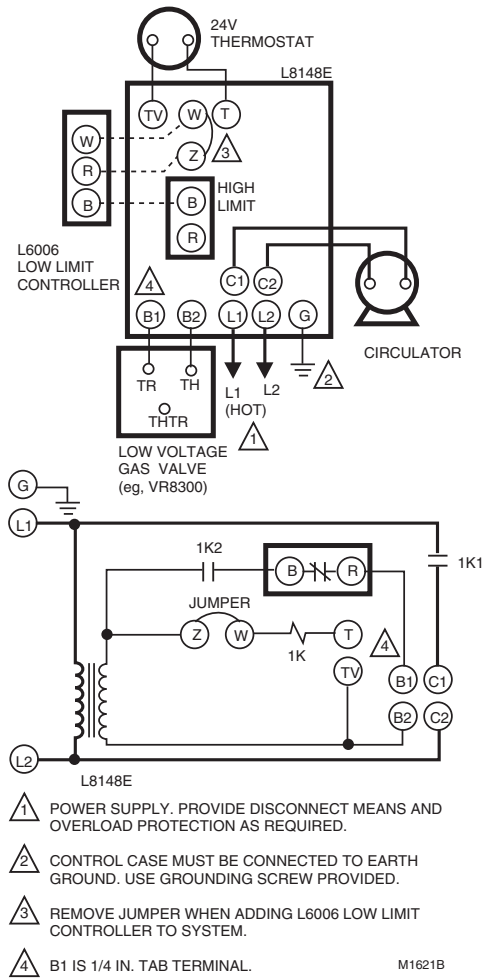 24V
THERMOSTAT
L8148E
TV
W
T
W
Z
3
R
HIGH
LIMIT
B
B
R
L6006
LOW LIMIT
CONTROLLER
4
C1
C2
B1
B2
L1
L2
G
CIRCULATOR
TR
TH
2
L1
(HOT)
L2
THTR
1
LOW VOLTAGE
GAS VALVE
(eg, VR8300)
G
L1
1K2
B
R
1K1
JUMPER
Z
W
T
1K
4
TV
B1
C1
B2
C2
L2
L8148E
1 POWER SUPPLY. PROVIDE DISCONNECT MEANS AND
OVERLOAD PROTECTION AS REQUIRED.
2 CONTROL CASE MUST BE CONNECTED TO EARTH
GROUND. USE GROUNDING SCREW PROVIDED.
3 REMOVE JUMPER WHEN ADDING L6006 LOW LIMIT
CONTROLLER TO SYSTEM.
4 B1 IS 1/4 IN. TAB TERMINAL.
M1621B